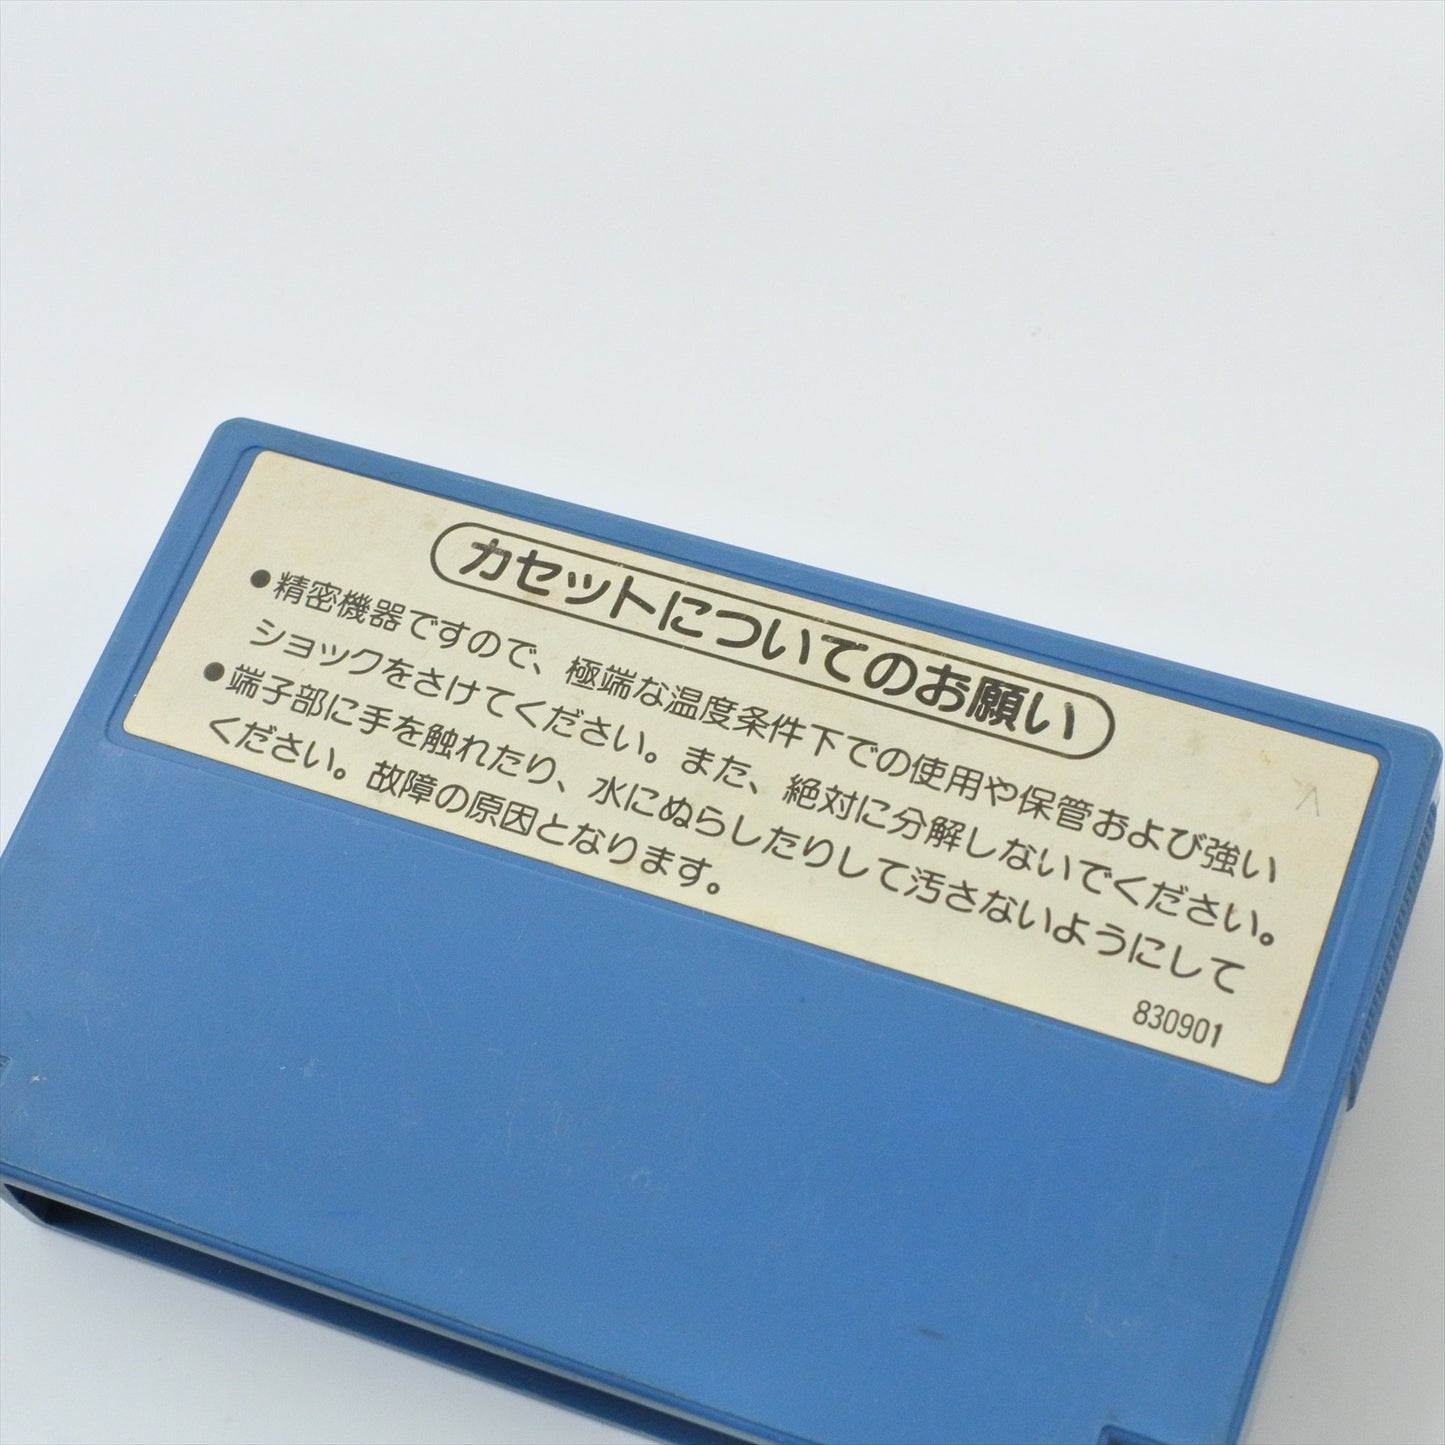 カセットについてのお願い
●精密機器ですので、極端な温度条件下での使用や保管および強い
ショックをさけてください。また、絶対に分解しないでください。
●端子部に手を触れたり、水にぬらしたりして汚さないようにして
ください。故障の原因となります。
830901